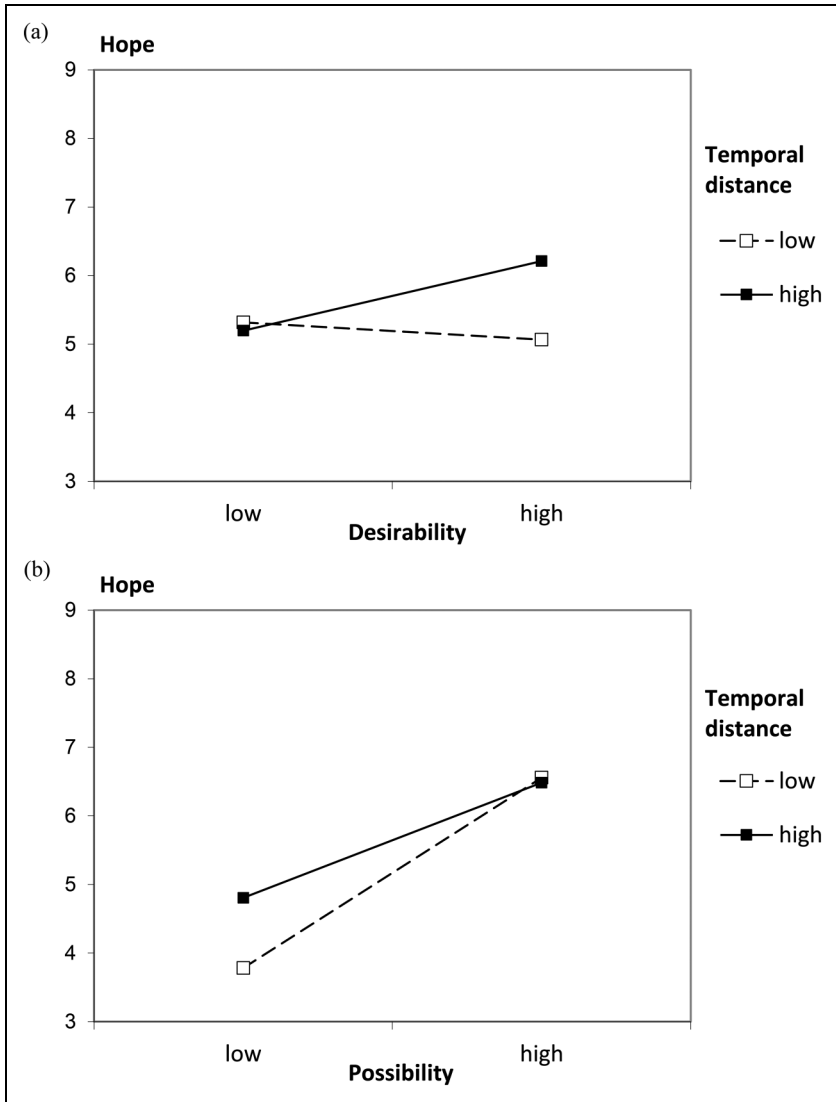 (a)
Hope
9
8
7
6
5
4
3
low
high
Desirability
Temporal
distance
low
high
(b)
Hope
9
8
7
6
5
4
3
low
high
Possibility
Temporal
distance
low
high